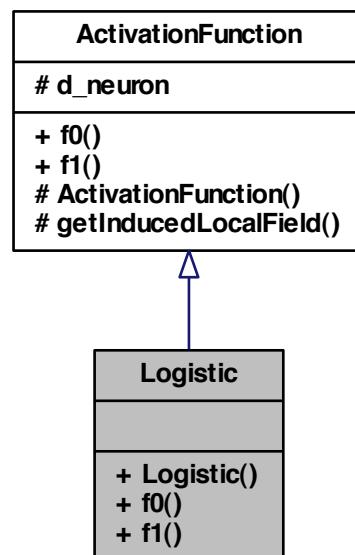 ActivationFunction
# d_neuron
+ f0()
+ f1()
# ActivationFunction()
# getInducedLocalField()
Logistic
+ Logistic()
+ f0()
+ f1()